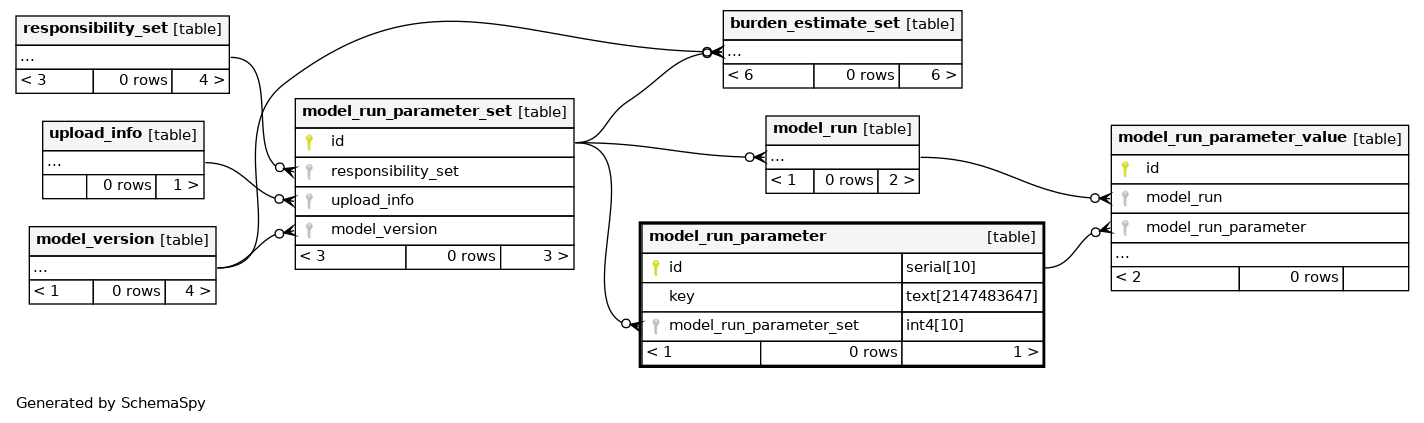 responsibility_set [table]
...
< 3 0 rows 4 >
upload_info [table]
...
0 rows 1 >
model_version [table]
...
< 1 0 rows 4 >
model_run_parameter_set [table]
id
responsibility_set
upload_info
model_version
< 3 0 rows 3 >
burden_estimate_set [table]
...
< 6 0 rows 6 >
model_run [table]
...
< 1 0 rows 2 >
model_run_parameter [table]
id serial[10]
key text[2147483647]
model_run_parameter_set int4[10]
< 1 0 rows 1 >
model_run_parameter_value [table]
id
model_run
model_run_parameter
...
< 2 0 rows
Generated by SchemaSpy